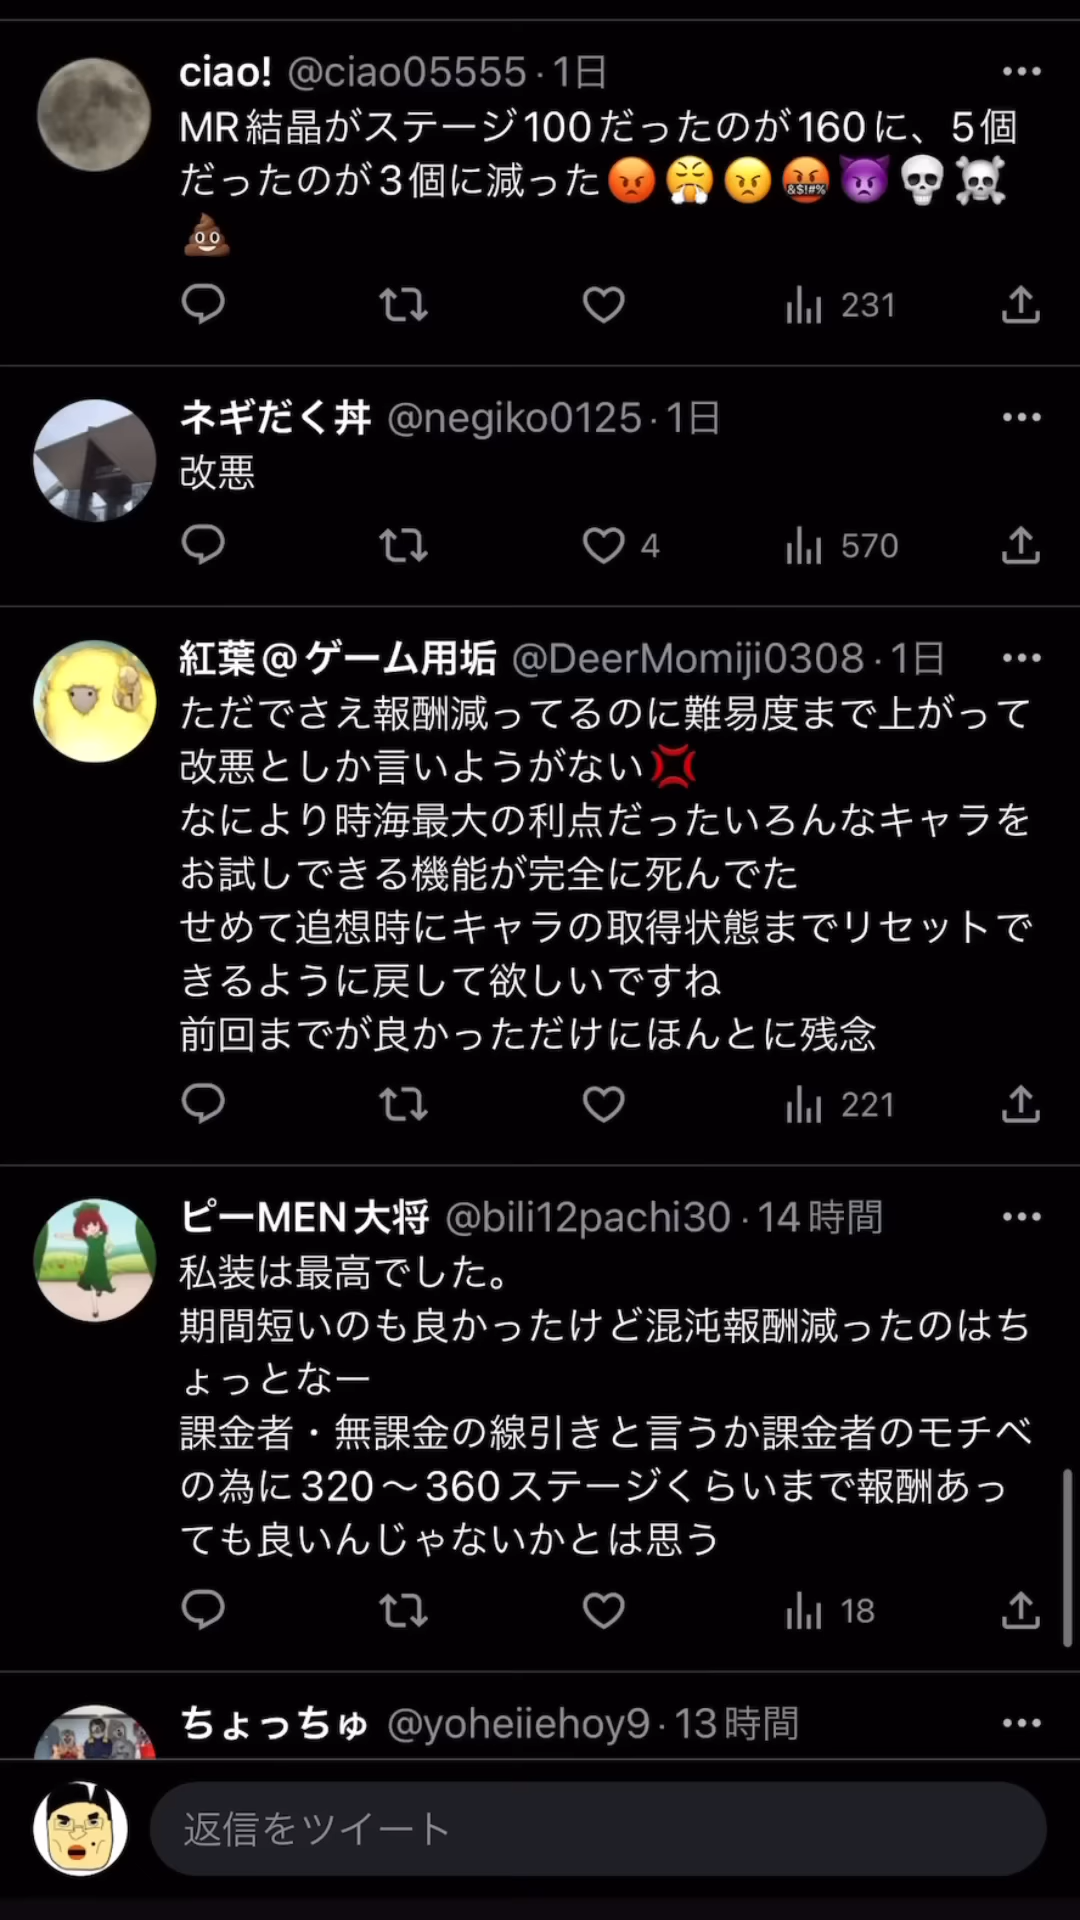 ciao! @ciao05555 · 1日
MR結晶がステージ100だったのが160に、5個
だったのが3個に減った😡😤😠🤬👿💀☠️
💩
231
ネギだく丼 @negiko0125 · 1日
改悪
4 570
紅葉@ゲーム用垢 @DeerMomiji0308 · 1日
ただでさえ報酬減ってるのに難易度まで上がって
改悪としか言いようがない💢
なにより時海最大の利点だったいろんなキャラを
お試しできる機能が完全に死んでた
せめて追想時にキャラの取得状態までリセットで
きるように戻して欲しいですね
前回までが良かっただけにほんとに残念
221
ピーMEN大将 @bili12pachi30 · 14時間
私装は最高でした。
期間短いのも良かったけど混沌報酬減ったのはち
ょっとなー
課金者・無課金の線引きと言うか課金者のモチベ
の為に320～360ステージくらいまで報酬あっ
ても良いんじゃないかとは思う
18
ちょっちゅ @yoheiiehoy9 · 13時間
返信をツイート